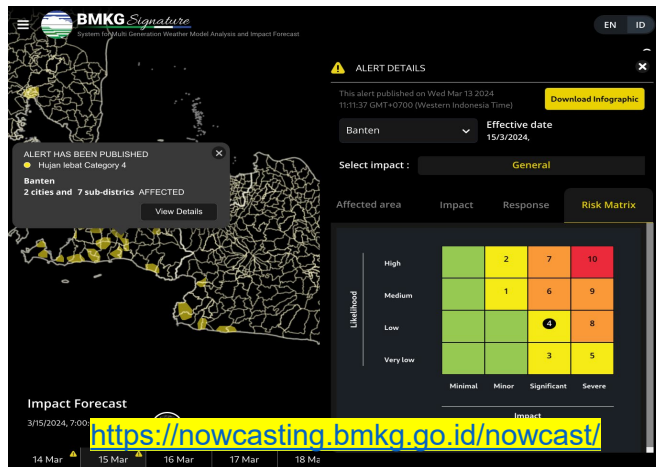 BMKG Signature
System for Multi Generation Weather Model Analysis and Impact Forecast
EN ID
ALERT DETAILS
This alert published on Wed Mar 13 2024
11:11:37 GMT+0700 (Western Indonesia Time)
Download Infographic
Banten
Effective date
15/3/2024,
Select impact :
General
Affected area
Impact
Response
Risk Matrix
ALERT HAS BEEN PUBLISHED
Hujan lebat Category 4
Banten
2 cities and 7 sub-districs AFFECTED
View Details
Likelihood
High 2 7 10
Medium 1 6 9
Low 4 8
Very low 3 5
Minimal Minor Significant Severe
Impact Forecast
3/15/2024, 7:00
https://nowcasting.bmkg.go.id/nowcast/
14 Mar 15 Mar 16 Mar 17 Mar 18 Ma